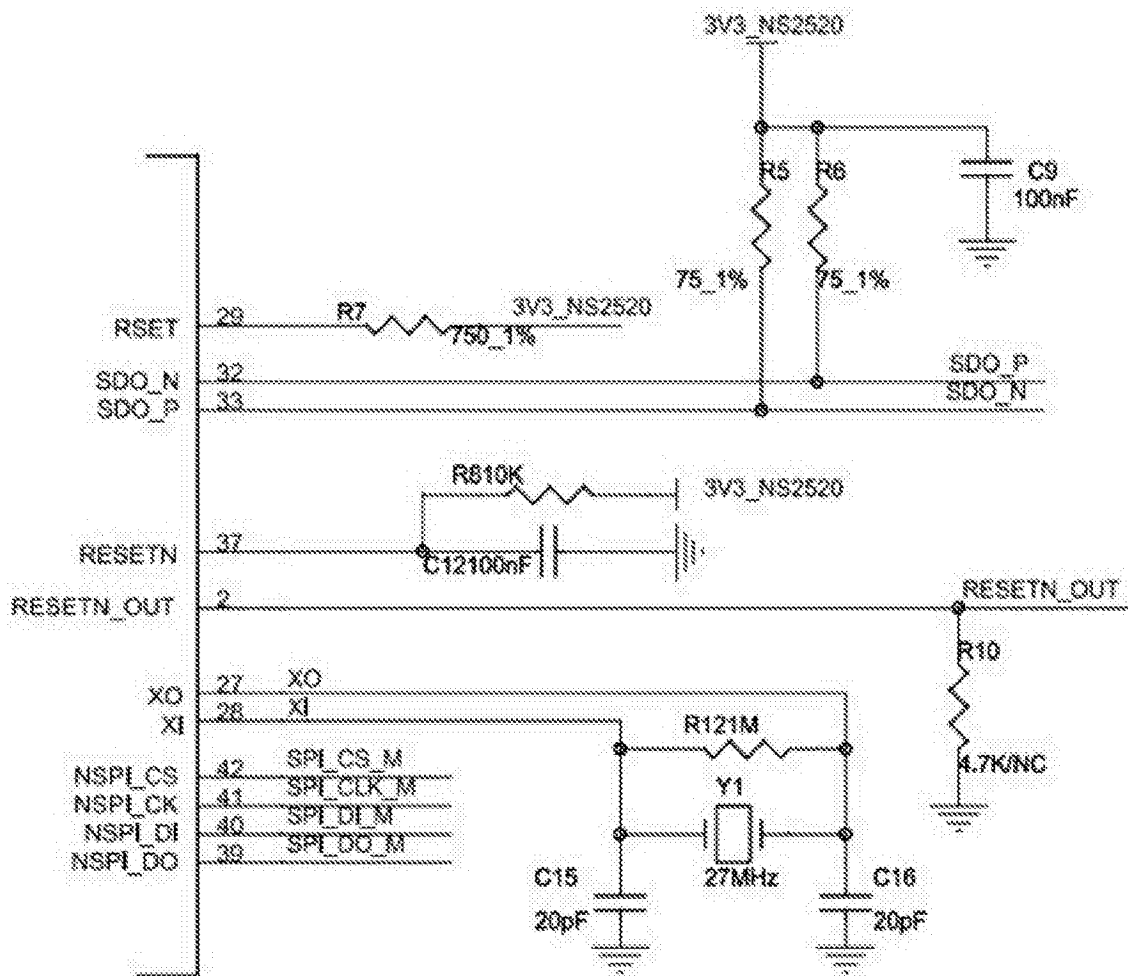 3V3_NS2520
R5
R6
C9
100nF
75_1%
75_1%
RSET
29
R7
750_1%
3V3_NS2520
SDO_N
32
SDO_P
SDO_P
33
SDO_N
R810K
3V3_NS2520
RESETN
37
C12100nF
RESETN_OUT
2
RESETN_OUT
R10
4.7K/NC
XO
27
XO
XI
28
XI
R121M
Y1
27MHz
NSPI_CS
42
SPI_CS_M
NSPI_CK
41
SPI_CLK_M
NSPI_DI
40
SPI_DI_M
NSPI_DO
39
SPI_DO_M
C15
20pF
C16
20pF